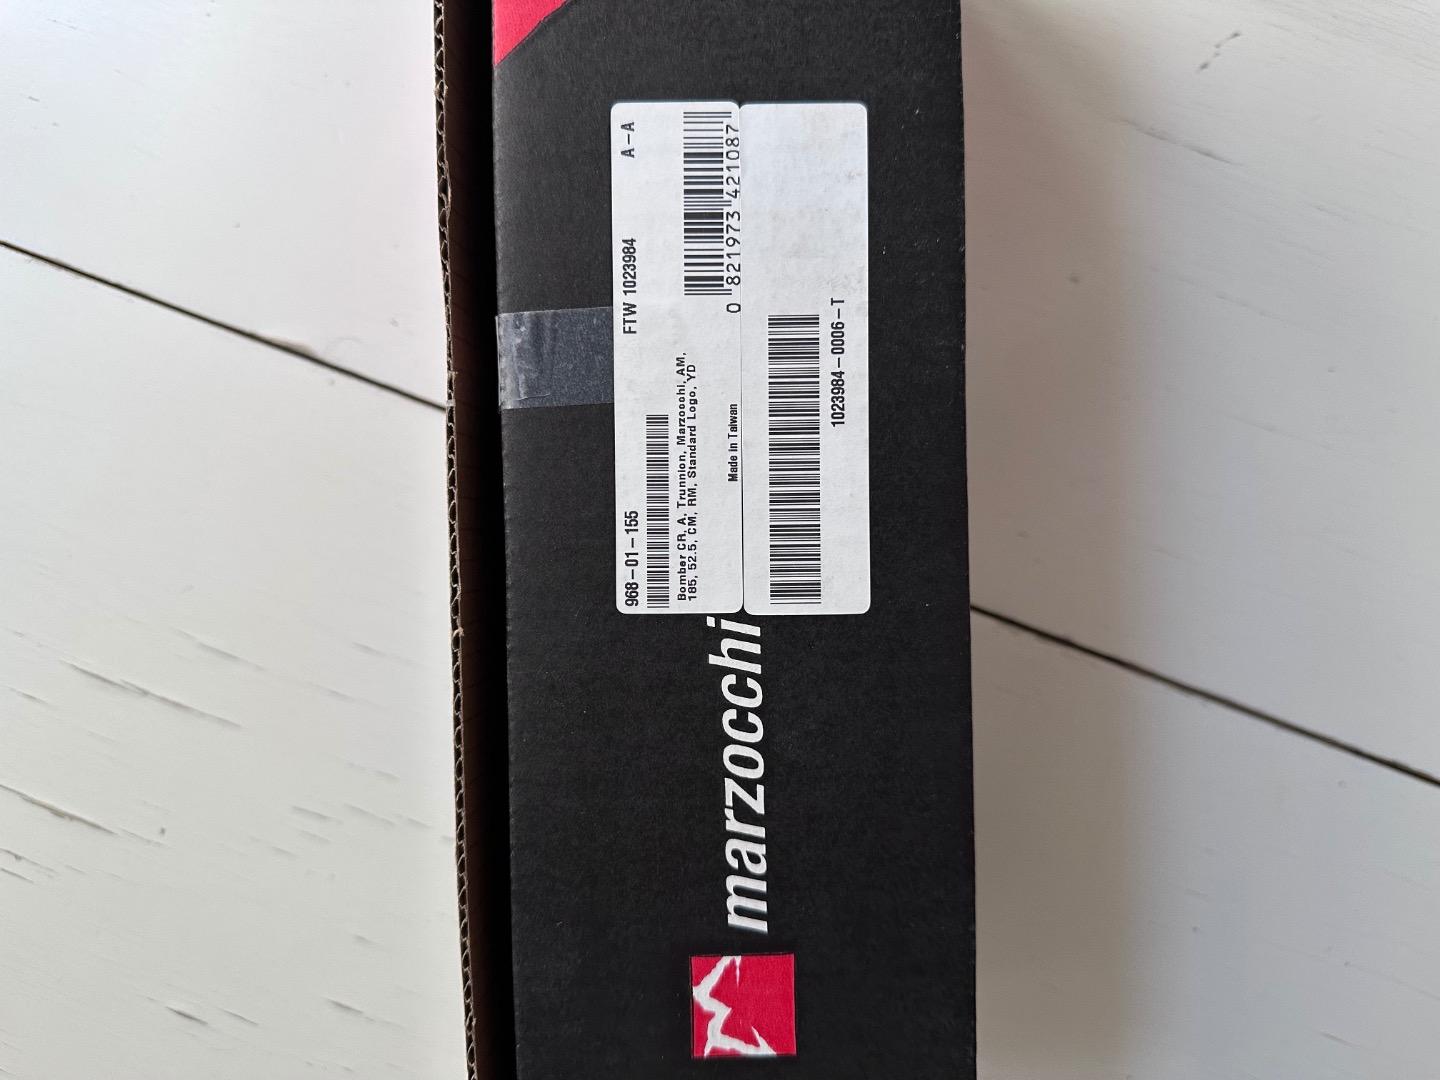 968-01-155
FTW 1023984
A-A
Bomber CR, A, Trunnion, Marzocchi, AM,
185, 52.5, CM, RM, Standard Logo, YD
0 821973 421087
Made in Taiwan
1023984-0006-T
marzocchi